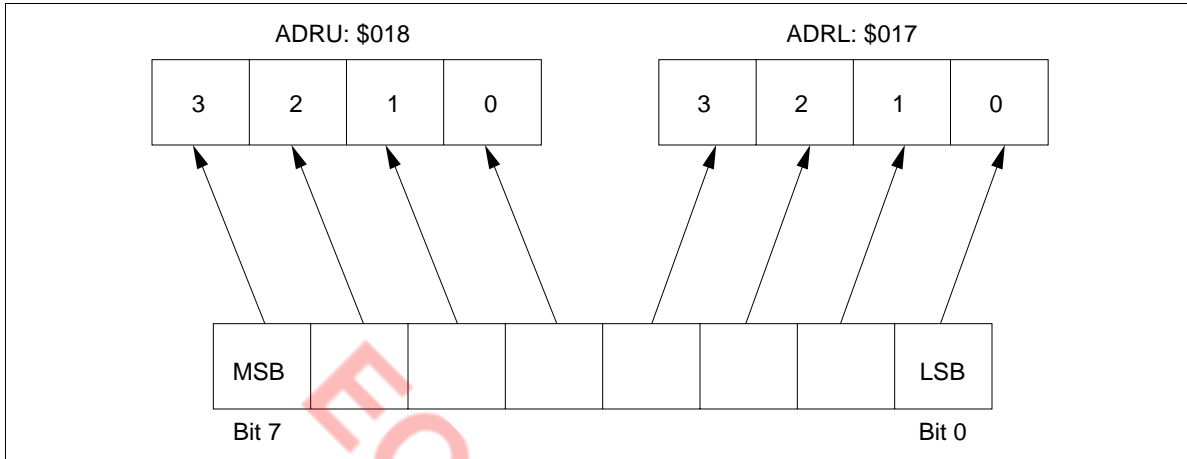 ADRU: $018 ADRL: $017
3 2 1 0 3 2 1 0
MSB LSB
Bit 7 Bit 0